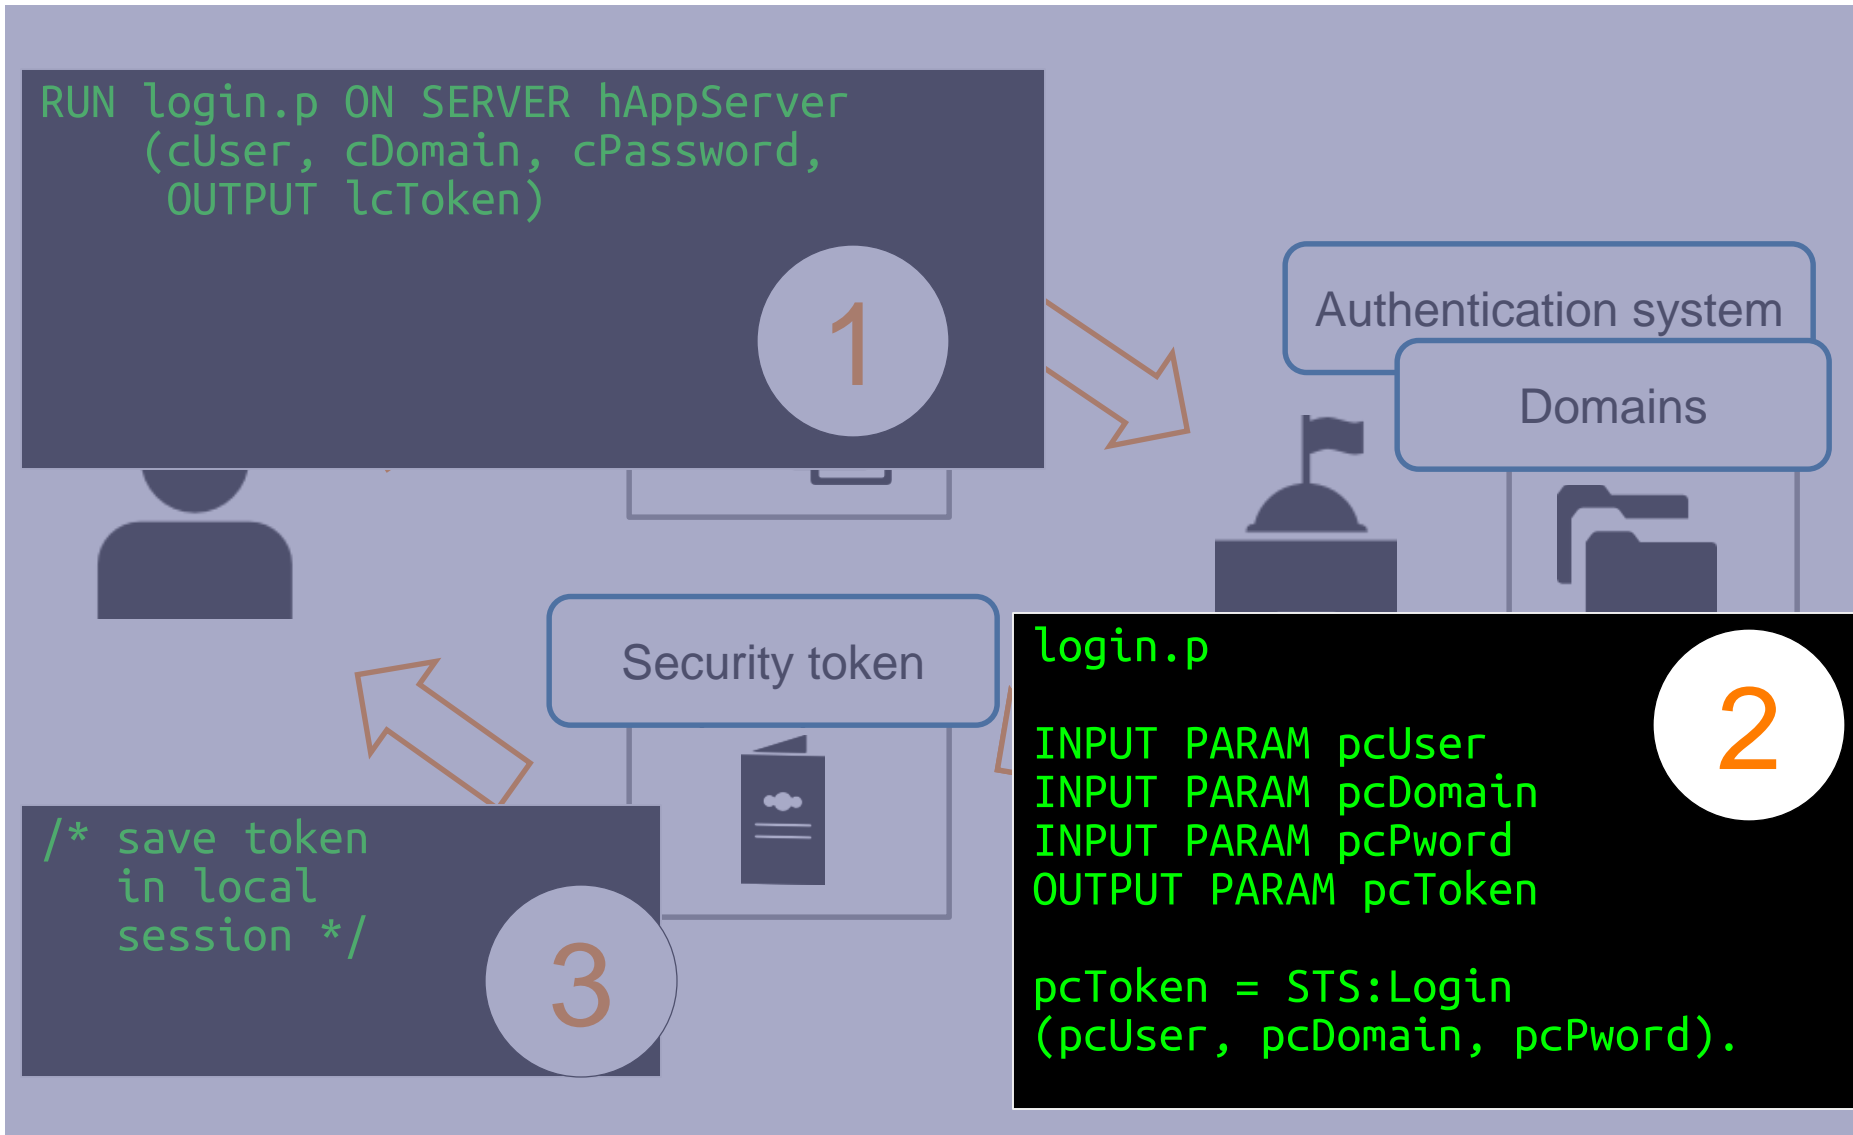 RUN login.p ON SERVER hAppServer
(cUser, cDomain, cPassword,
OUTPUT lcToken)
1
Authentication system
Domains
Security token
login.p
2
INPUT PARAM pcUser
INPUT PARAM pcDomain
INPUT PARAM pcPword
OUTPUT PARAM pcToken
pcToken = STS:Login
(pcUser, pcDomain, pcPword).
/* save token
in local
session */
3